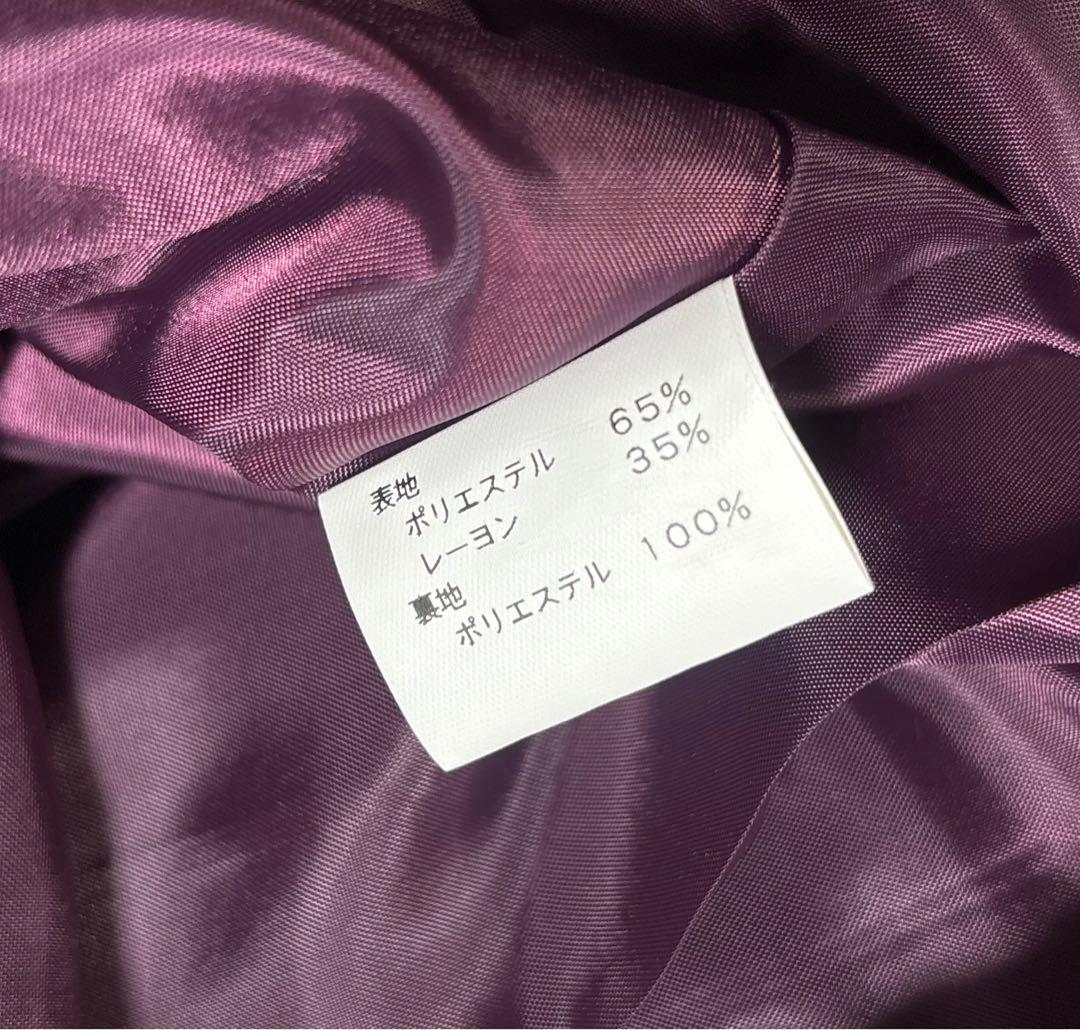 表地
ポリエステル 65%
レーヨン 35%
裏地
ポリエステル 100%